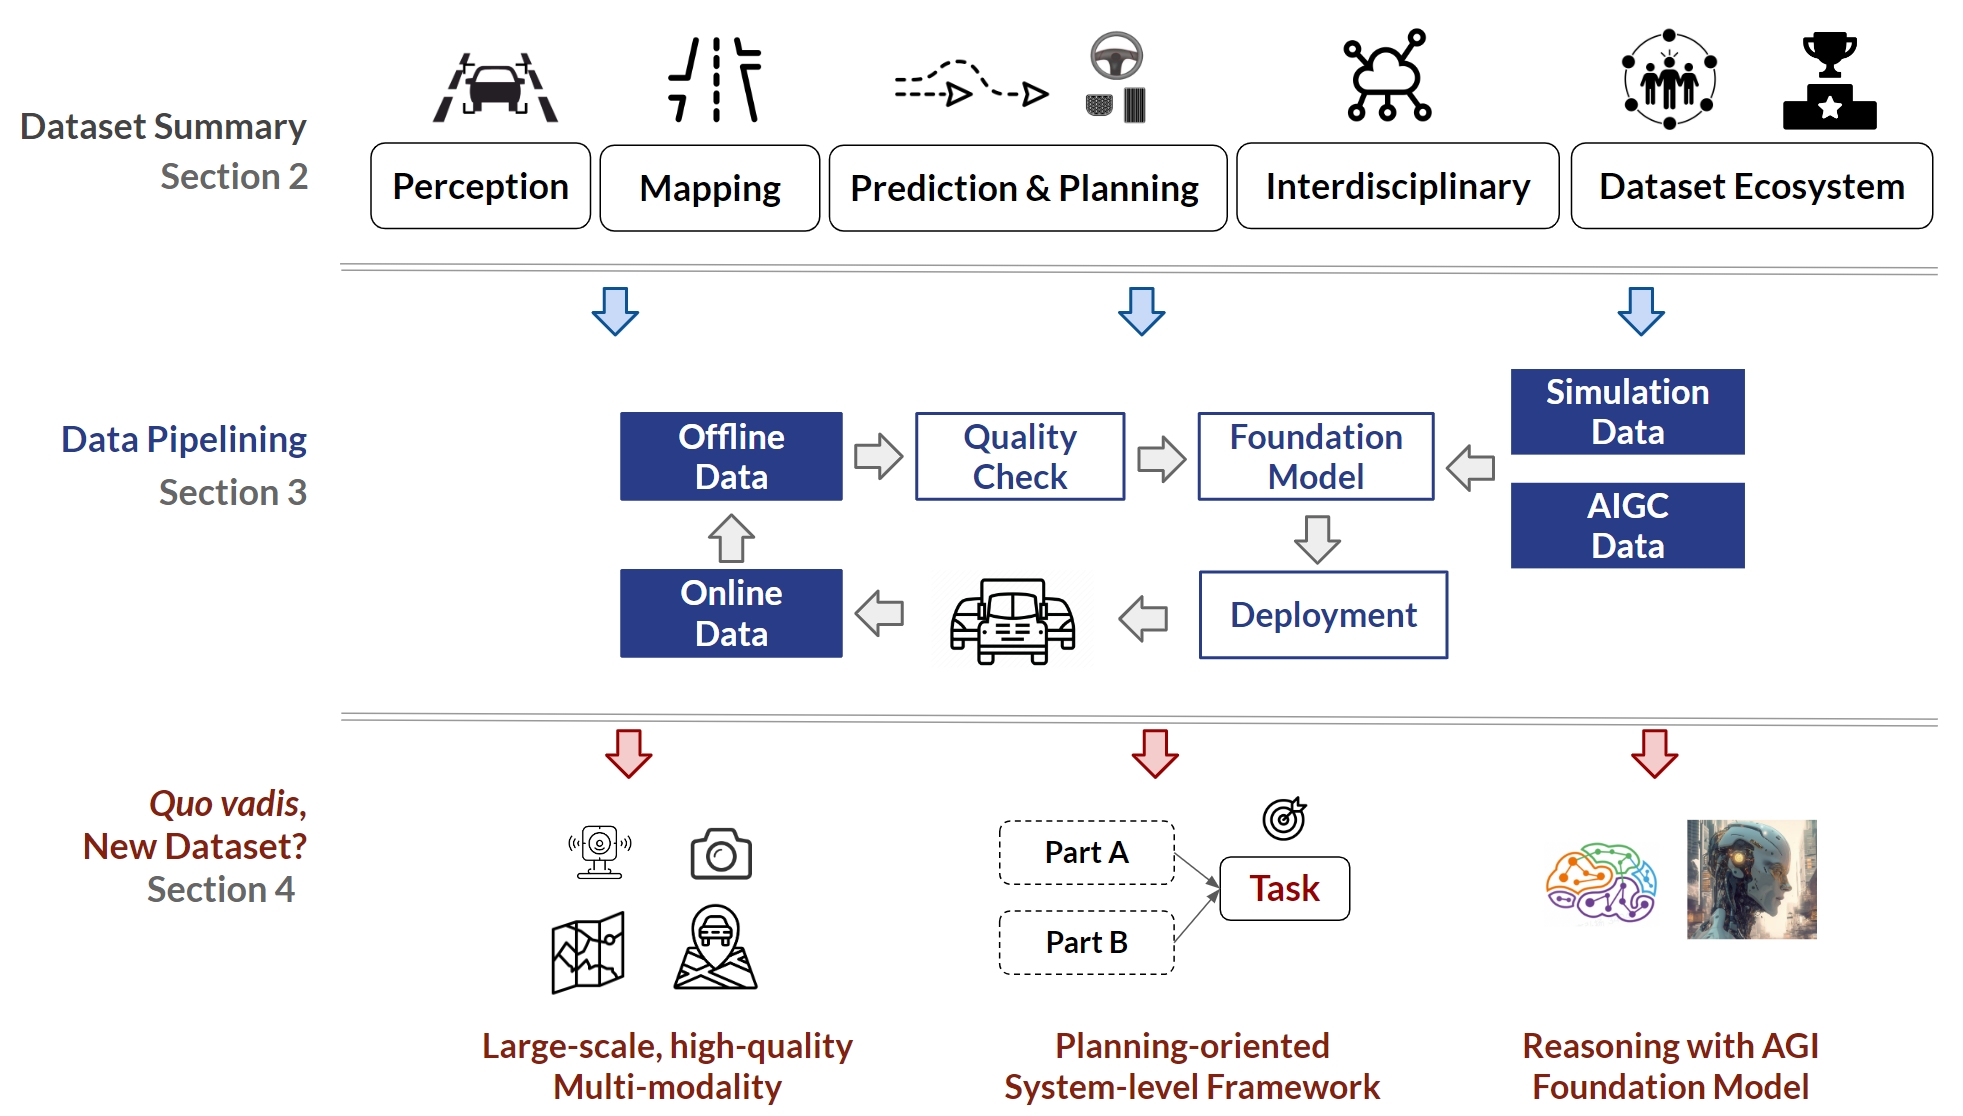 Dataset Summary
Section 2
Perception
Mapping
Prediction & Planning
Interdisciplinary
Dataset Ecosystem
Data Pipelining
Section 3
Offline
Data
Quality
Check
Foundation
Model
Simulation
Data
AIGC
Data
Online
Data
Deployment
Quo vadis,
New Dataset?
Section 4
Part A
Part B
Task
Large-scale, high-quality
Multi-modality
Planning-oriented
System-level Framework
Reasoning with AGI
Foundation Model